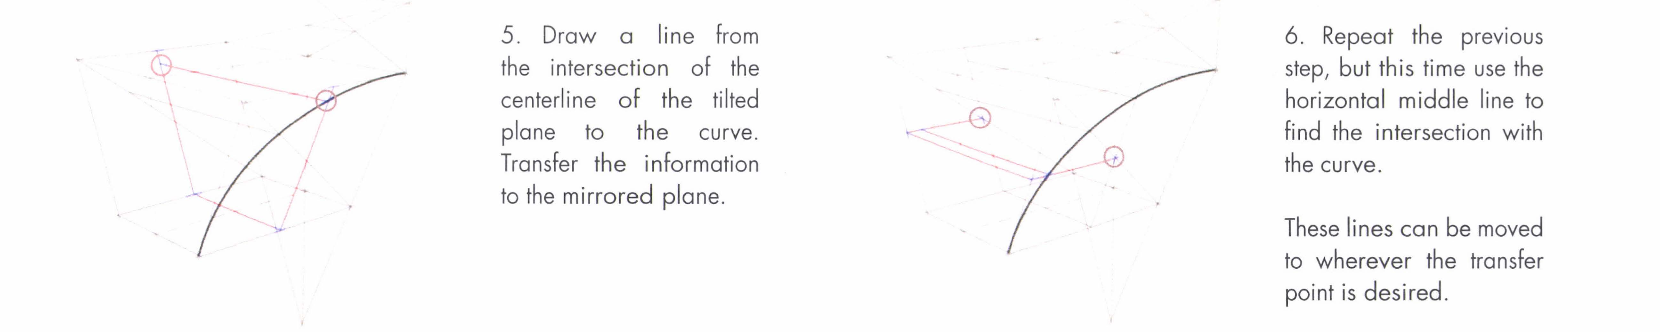 5. Draw a line from
the intersection of the
centerline of the tilted
plane to the curve.
Transfer the information
to the mirrored plane.
6. Repeat the previous
step, but this time use the
horizontal middle line to
find the intersection with
the curve.
These lines can be moved
to wherever the transfer
point is desired.